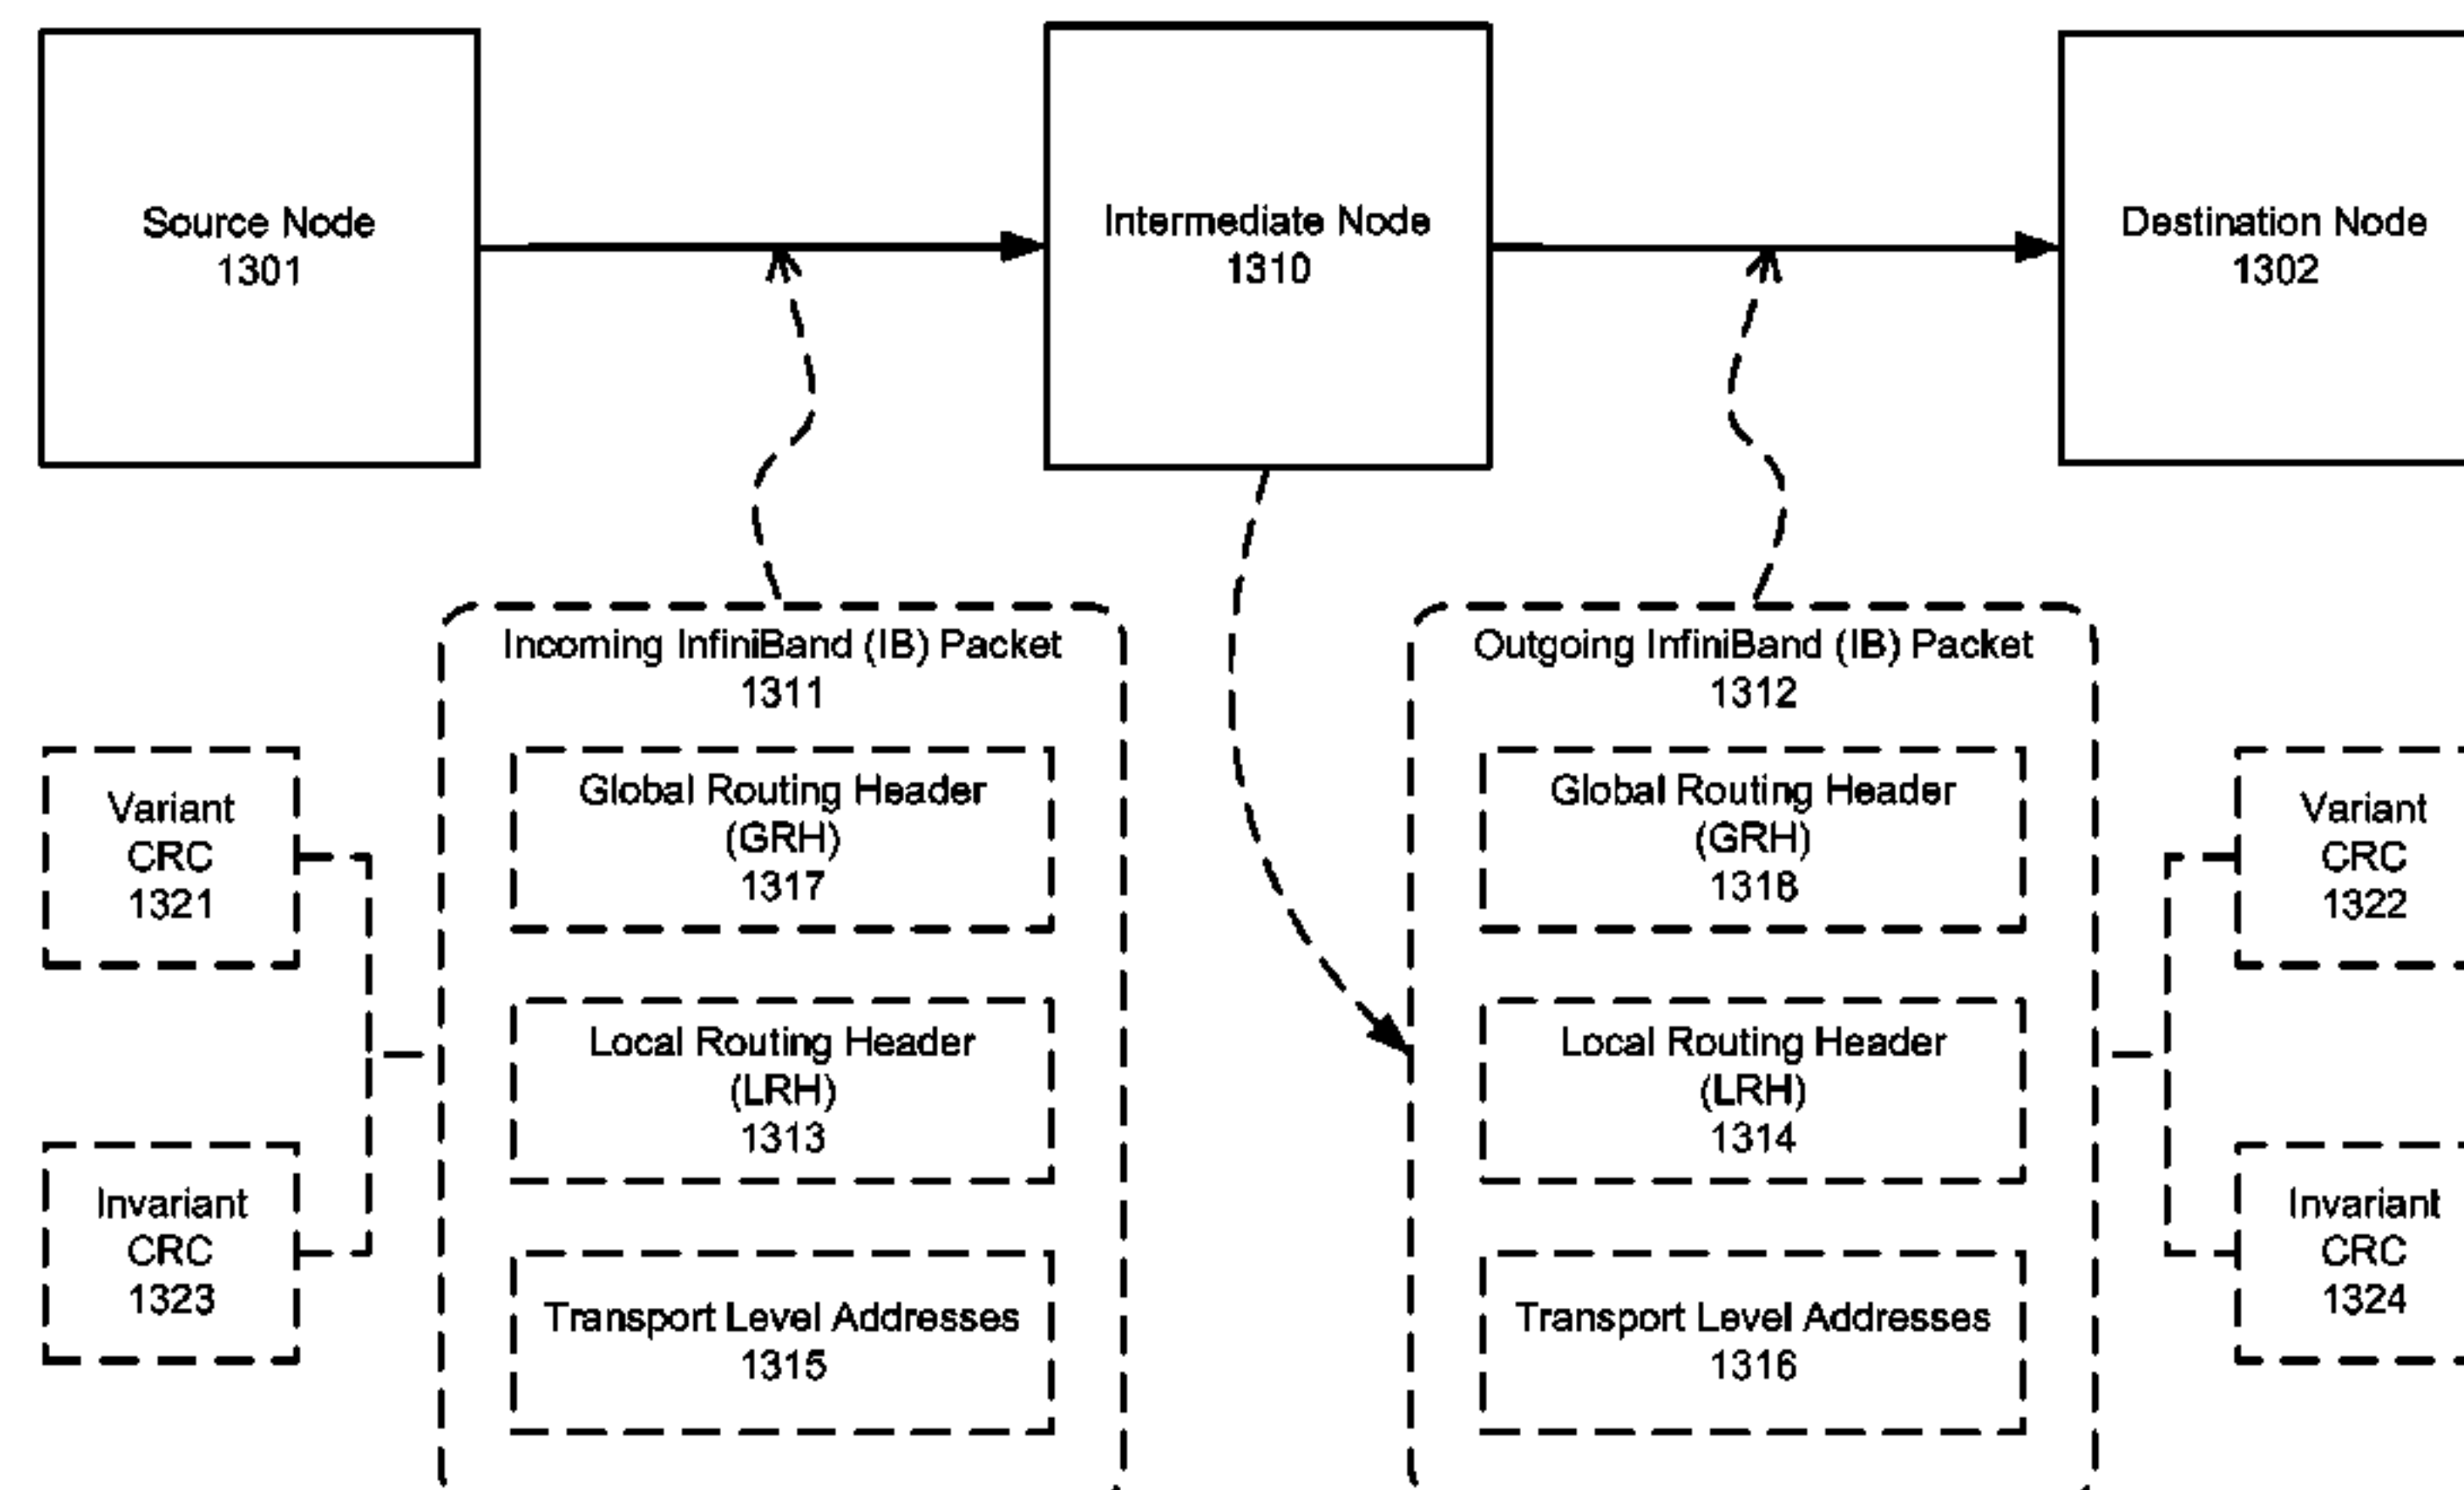 Source Node
1301
Intermediate Node
1310
Destination Node
1302
Incoming InfiniBand (IB) Packet
1311
Outgoing InfiniBand (IB) Packet
1312
Variant
CRC
1321
Global Routing Header
(GRH)
1317
Global Routing Header
(GRH)
1318
Variant
CRC
1322
Local Routing Header
(LRH)
1313
Local Routing Header
(LRH)
1314
Invariant
CRC
1323
Transport Level Addresses
1315
Transport Level Addresses
1316
Invariant
CRC
1324